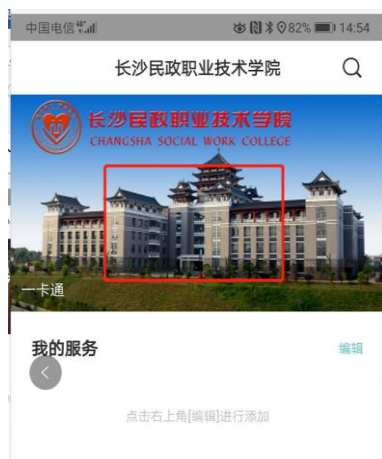 中国电信 82% 14:54
长沙民政职业技术学院
长沙民政职业技术学院
CHANGSHA SOCIAL WORK COLLEGE
一卡通
我的服务 编辑
点击右上角[编辑]进行添加